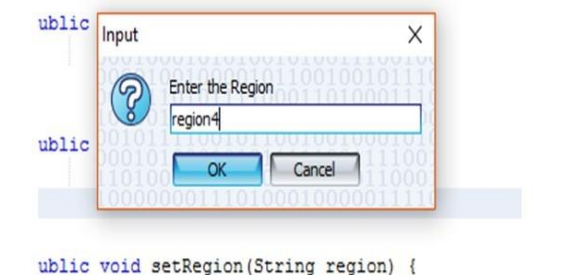 ublic
Input
Enter the Region
region4
ublic
OK Cancel
ublic void setRegion(String region) {